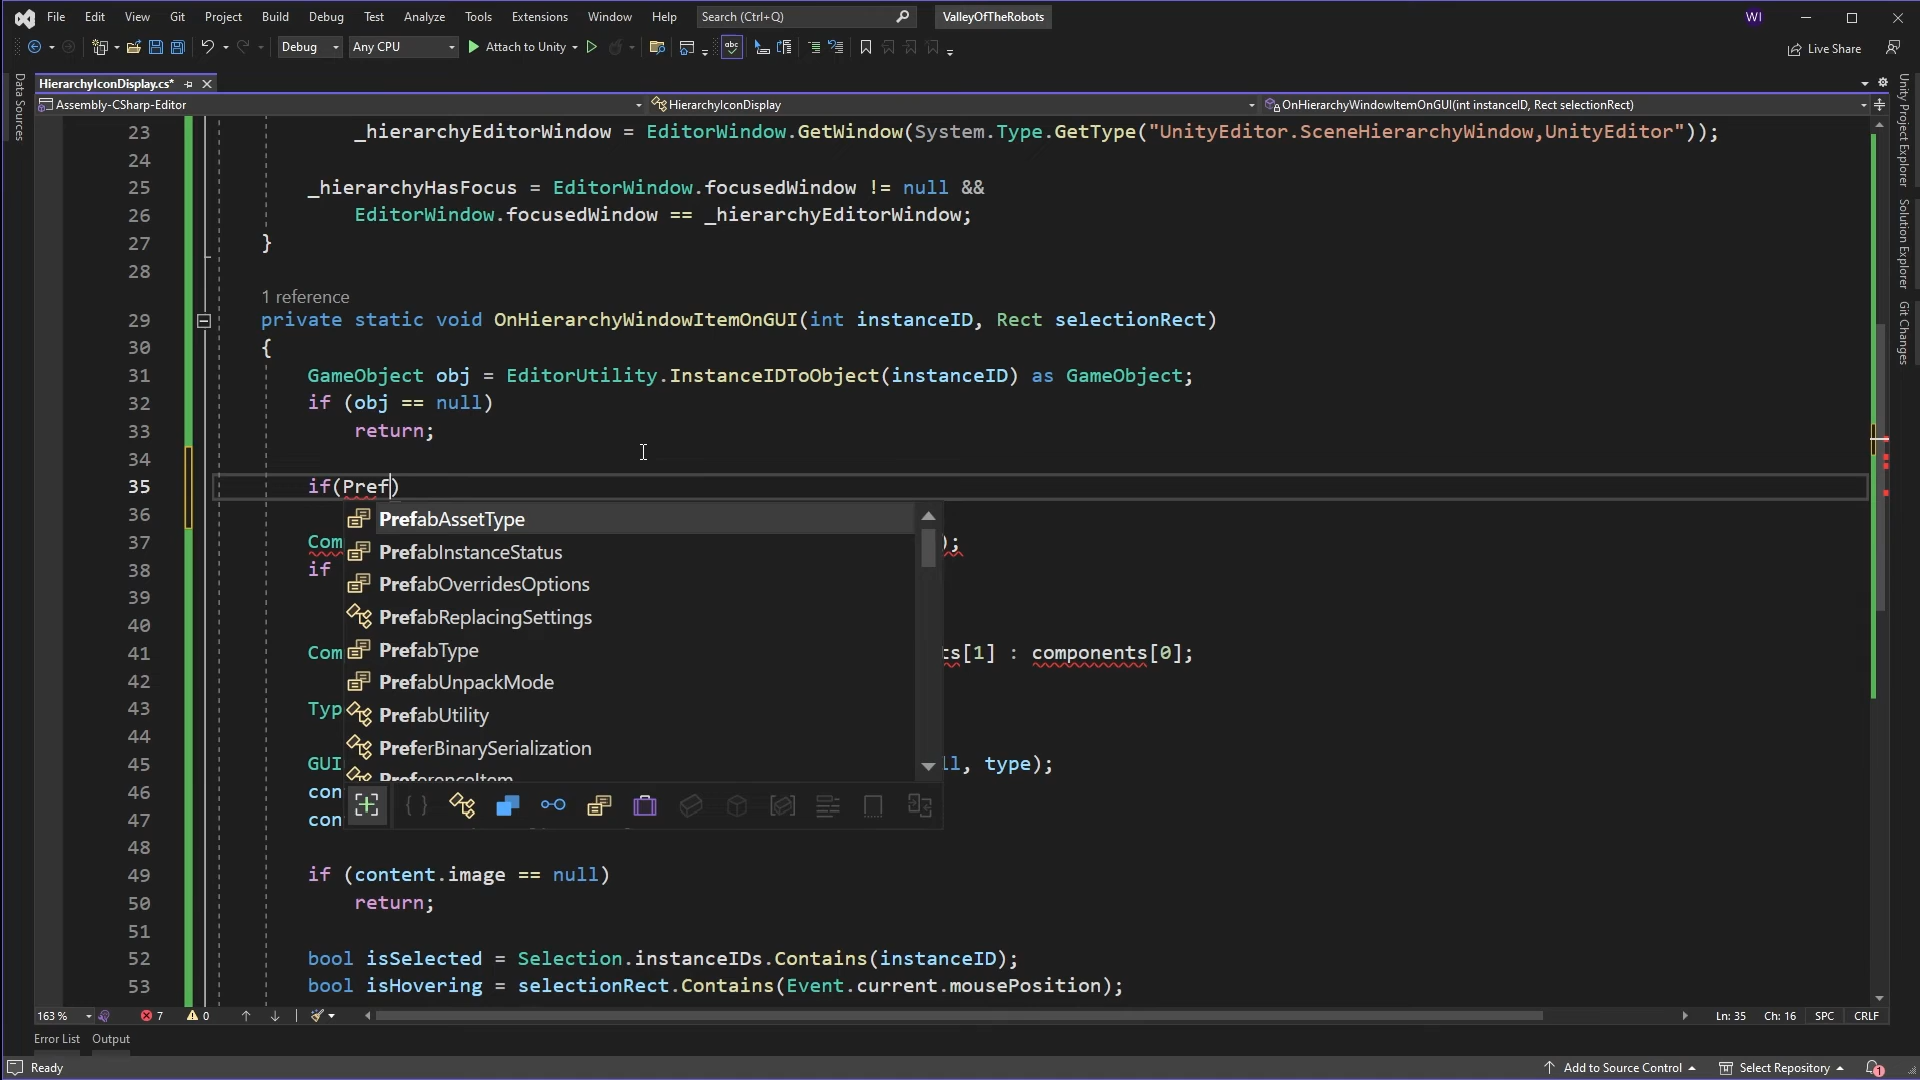 File Edit View Git Project Build Debug Test Analyze Tools Extensions Window Help Search (Ctrl+Q) ValleyOfTheRobots WI
Debug Any CPU Attach to Unity Live Share
HierarchyIconDisplay.cs*
Assembly-CSharp-Editor HierarchyIconDisplay OnHierarchyWindowItemOnGUI(int instanceID, Rect selectionRect)
Data Sources
Unity Project Explorer
Solution Explorer
Git Changes
23 _hierarchyEditorWindow = EditorWindow.GetWindow(System.Type.GetType("UnityEditor.SceneHierarchyWindow,UnityEditor"));
24
25 _hierarchyHasFocus = EditorWindow.focusedWindow != null &&
26 EditorWindow.focusedWindow == _hierarchyEditorWindow;
27 }
28
1 reference
29 private static void OnHierarchyWindowItemOnGUI(int instanceID, Rect selectionRect)
30 {
31 GameObject obj = EditorUtility.InstanceIDToObject(instanceID) as GameObject;
32 if (obj == null)
33 return;
34
35 if(Pref)
36
37 Com );
38 if
39
40
41 Com ts[1] : components[0];
42
43 Typ
44
45 GUI ll, type);
46 con
47 con
48
49 if (content.image == null)
50 return;
51
52 bool isSelected = Selection.instanceIDs.Contains(instanceID);
53 bool isHovering = selectionRect.Contains(Event.current.mousePosition);
PrefabAssetType
PrefabInstanceStatus
PrefabOverridesOptions
PrefabReplacingSettings
PrefabType
PrefabUnpackMode
PrefabUtility
PreferBinarySerialization
PreferenceItem
163 % 7 0 Ln: 35 Ch: 16 SPC CRLF
Error List Output
Ready Add to Source Control Select Repository 1